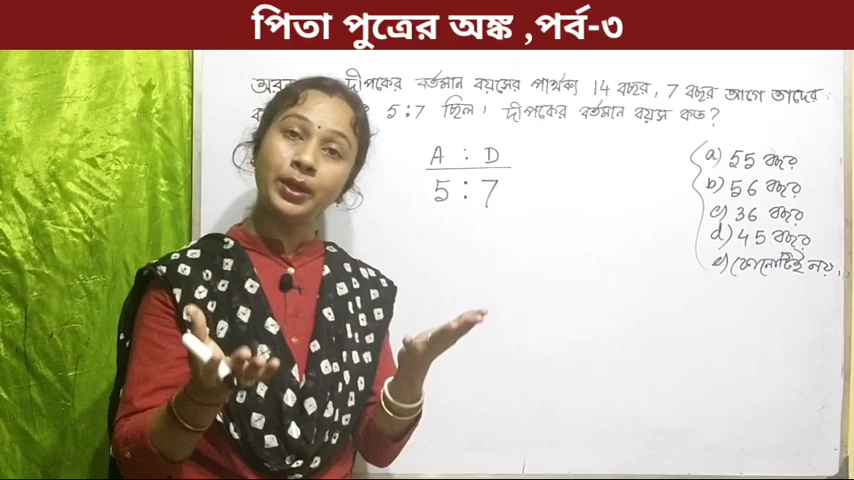 পিতা পুত্রের অঙ্ক ,পর্ব-৩
দীপকের বর্তমান বয়সের পার্থক্য 14 বছর, 7 বছর আগে তাদের
5:7 ছিল। দীপকের বর্তমান বয়স কত?
A : D
5 : 7
a) 55 বছর
b) 56 বছর
c) 36 বছর
d) 45 বছর
e) কোনোটিই নয়.